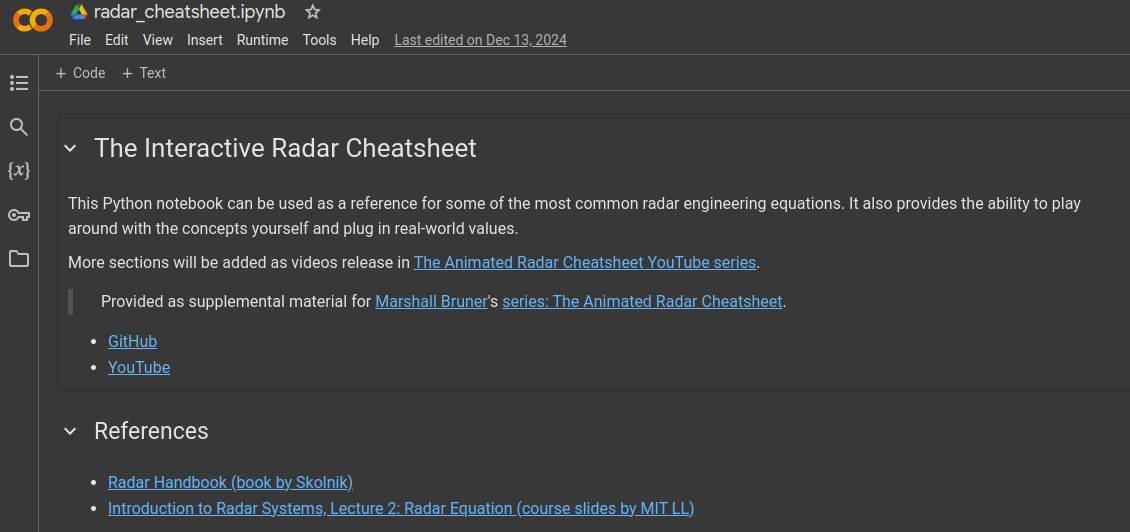 radar_cheatsheet.ipynb
File Edit View Insert Runtime Tools Help Last edited on Dec 13, 2024
+ Code + Text
The Interactive Radar Cheatsheet
{x}
This Python notebook can be used as a reference for some of the most common radar engineering equations. It also provides the ability to play
around with the concepts yourself and plug in real-world values.
More sections will be added as videos release in The Animated Radar Cheatsheet YouTube series.
Provided as supplemental material for Marshall Bruner's series: The Animated Radar Cheatsheet.
• GitHub
• YouTube
References
• Radar Handbook (book by Skolnik)
• Introduction to Radar Systems, Lecture 2: Radar Equation (course slides by MIT LL)